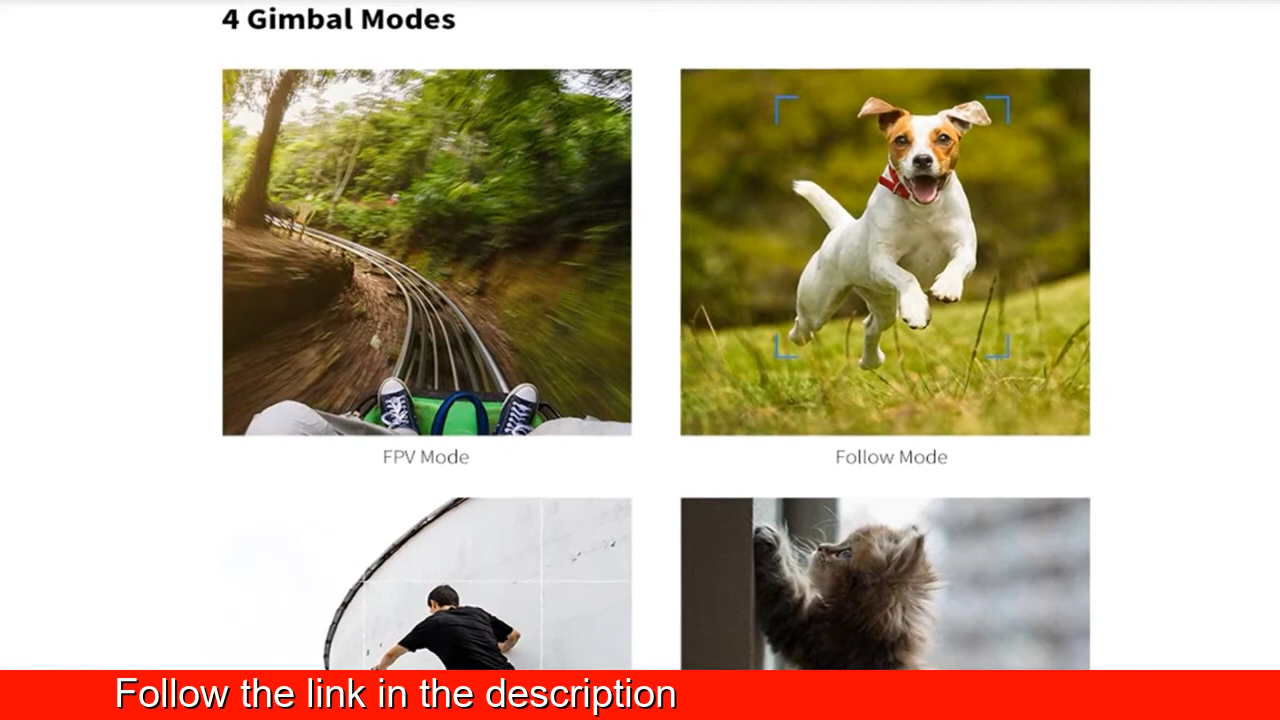 4 Gimbal Modes
FPV Mode
Follow Mode
Follow the link in the description